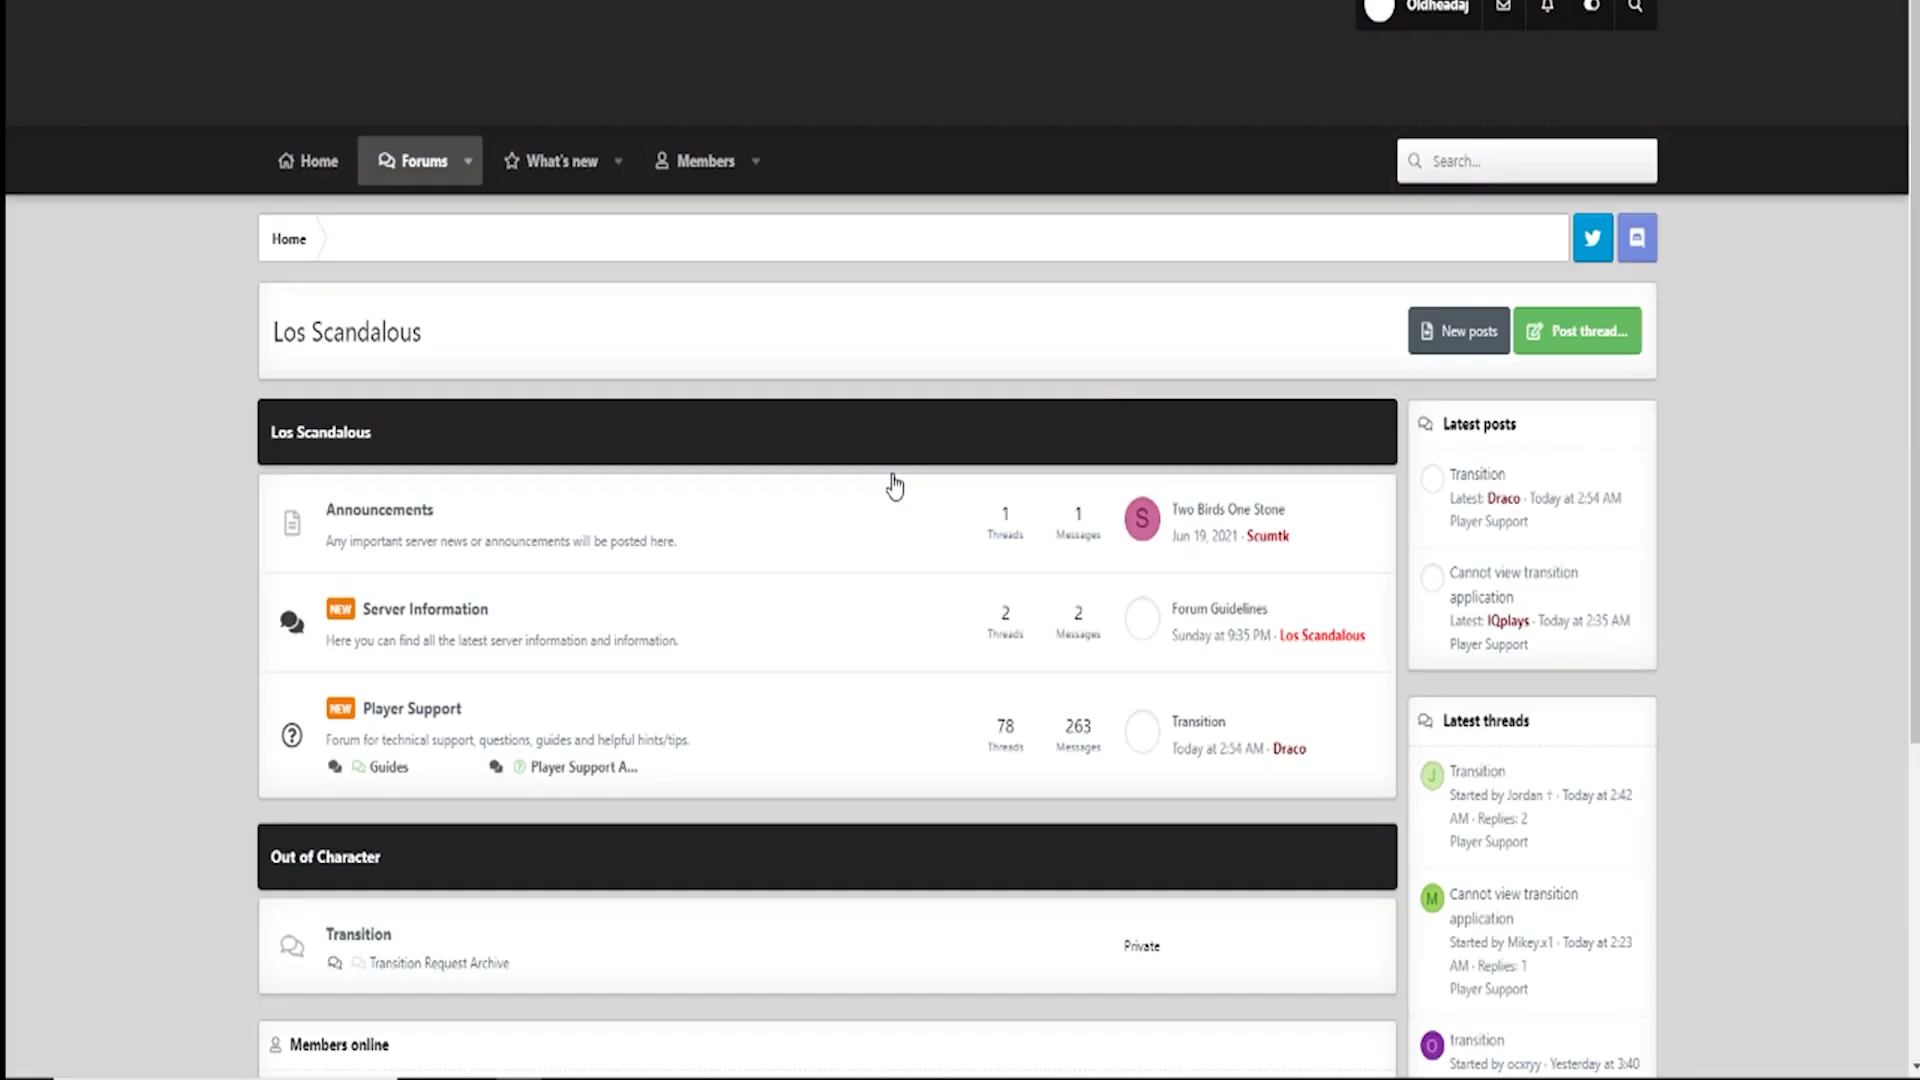 Oldheadaj
Home
Forums
What's new
Members
Search...
Home
Los Scandalous
New posts
Post thread...
Los Scandalous
Announcements
Any important server news or announcements will be posted here.
1
Threads
1
Messages
S
Two Birds One Stone
Jun 19, 2021 · Scumtk
NEW Server Information
Here you can find all the latest server information and information.
2
Threads
2
Messages
Forum Guidelines
Sunday at 9:35 PM · Los Scandalous
NEW Player Support
Forum for technical support, questions, guides and helpful hints/tips.
Guides
Player Support A...
78
Threads
263
Messages
Transition
Today at 2:54 AM · Draco
Out of Character
Transition
Transition Request Archive
Private
Members online
Latest posts
Transition
Latest: Draco · Today at 2:54 AM
Player Support
Cannot view transition
application
Latest: IQplays · Today at 2:35 AM
Player Support
Latest threads
J
Transition
Started by Jordan † · Today at 2:42
AM · Replies: 2
Player Support
M
Cannot view transition
application
Started by Mikey.x1 · Today at 2:23
AM · Replies: 1
Player Support
O
transition
Started by ocxryy · Yesterday at 3:40